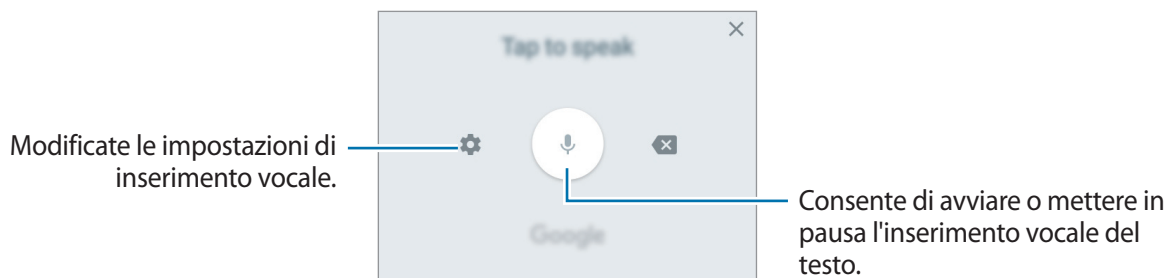 Tap to speak
Modificate le impostazioni di
inserimento vocale.
Consente di avviare o mettere in
pausa l'inserimento vocale del
testo.
Google